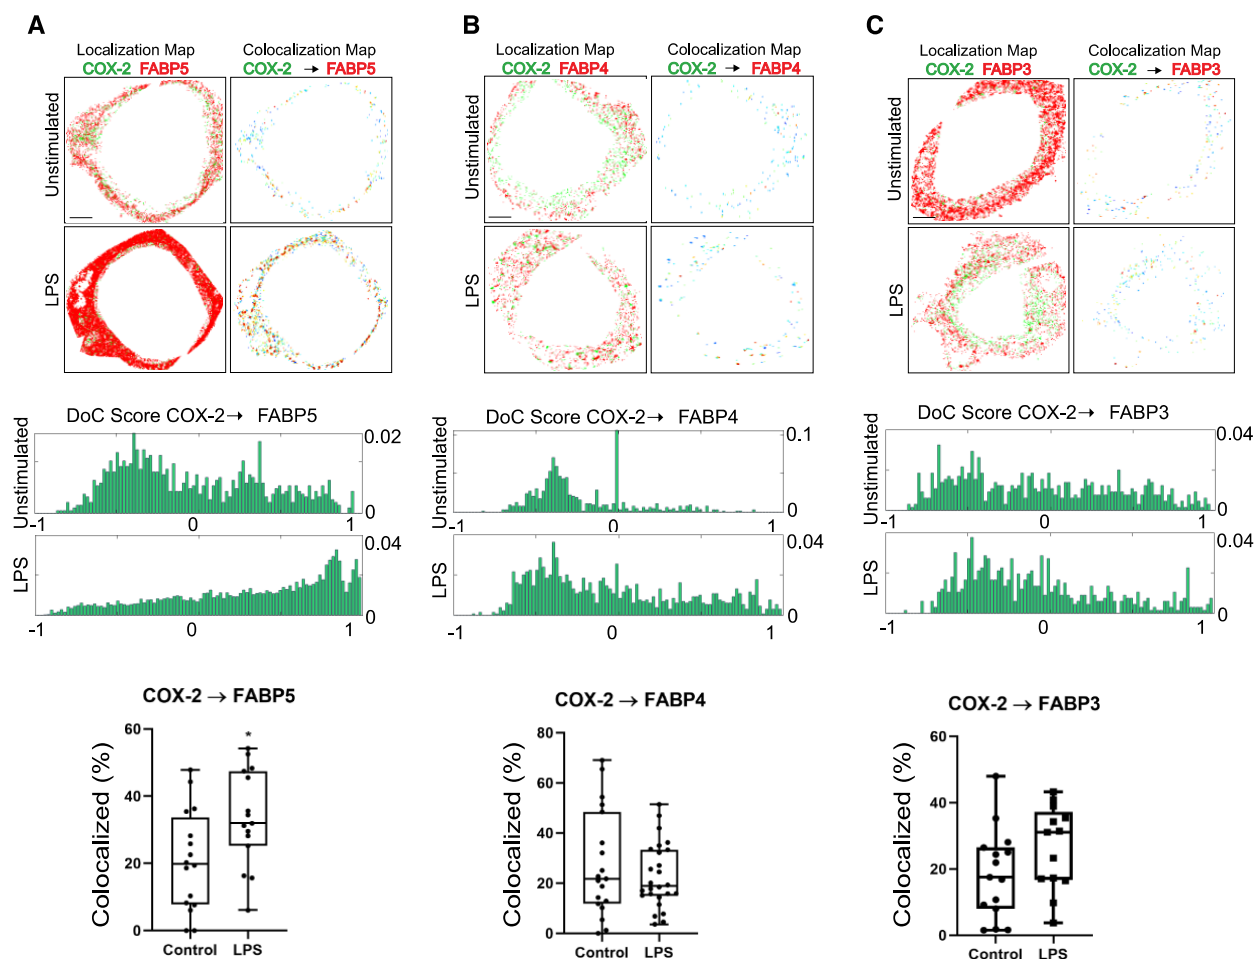 A
Localization Map
COX-2 FABP5
Colocalization Map
COX-2 → FABP5
Unstimulated
LPS
DoC Score COX-2→ FABP5
Unstimulated
0.02
0
-1 0 1
LPS
0.04
0
-1 0 1
COX-2 → FABP5
Colocalized (%)
60
40
20
0
*
Control LPS
B
Localization Map
COX-2 FABP4
Colocalization Map
COX-2 → FABP4
Unstimulated
LPS
DoC Score COX-2→ FABP4
Unstimulated
0.1
0
-1 0 1
LPS
0.04
0
-1 0 1
COX-2 → FABP4
Colocalized (%)
80
60
40
20
0
Control LPS
C
Localization Map
COX-2 FABP3
Colocalization Map
COX-2 → FABP3
Unstimulated
LPS
DoC Score COX-2→ FABP3
Unstimulated
0.04
0
-1 0 1
LPS
0.04
0
-1 0 1
COX-2 → FABP3
Colocalized (%)
60
40
20
0
Control LPS